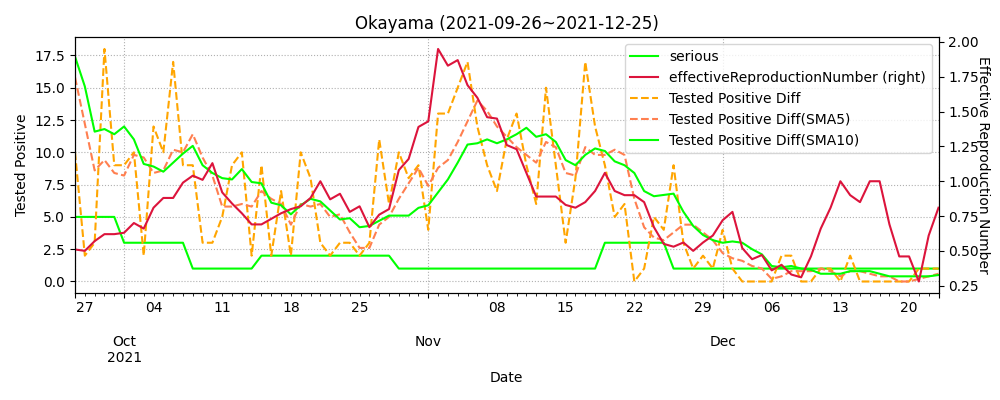 Okayama (2021-09-26~2021-12-25)
serious
effectiveReproductionNumber (right)
Tested Positive Diff
Tested Positive Diff(SMA5)
Tested Positive Diff(SMA10)
Tested Positive
17.5
15.0
12.5
10.0
7.5
5.0
2.5
0.0
2.00
1.75
1.50
1.25
1.00
0.75
0.50
0.25
Effective Reproduction Number
27 04 11 18 25 08 15 22 29 06 13 20
Oct Nov Dec
2021
Date